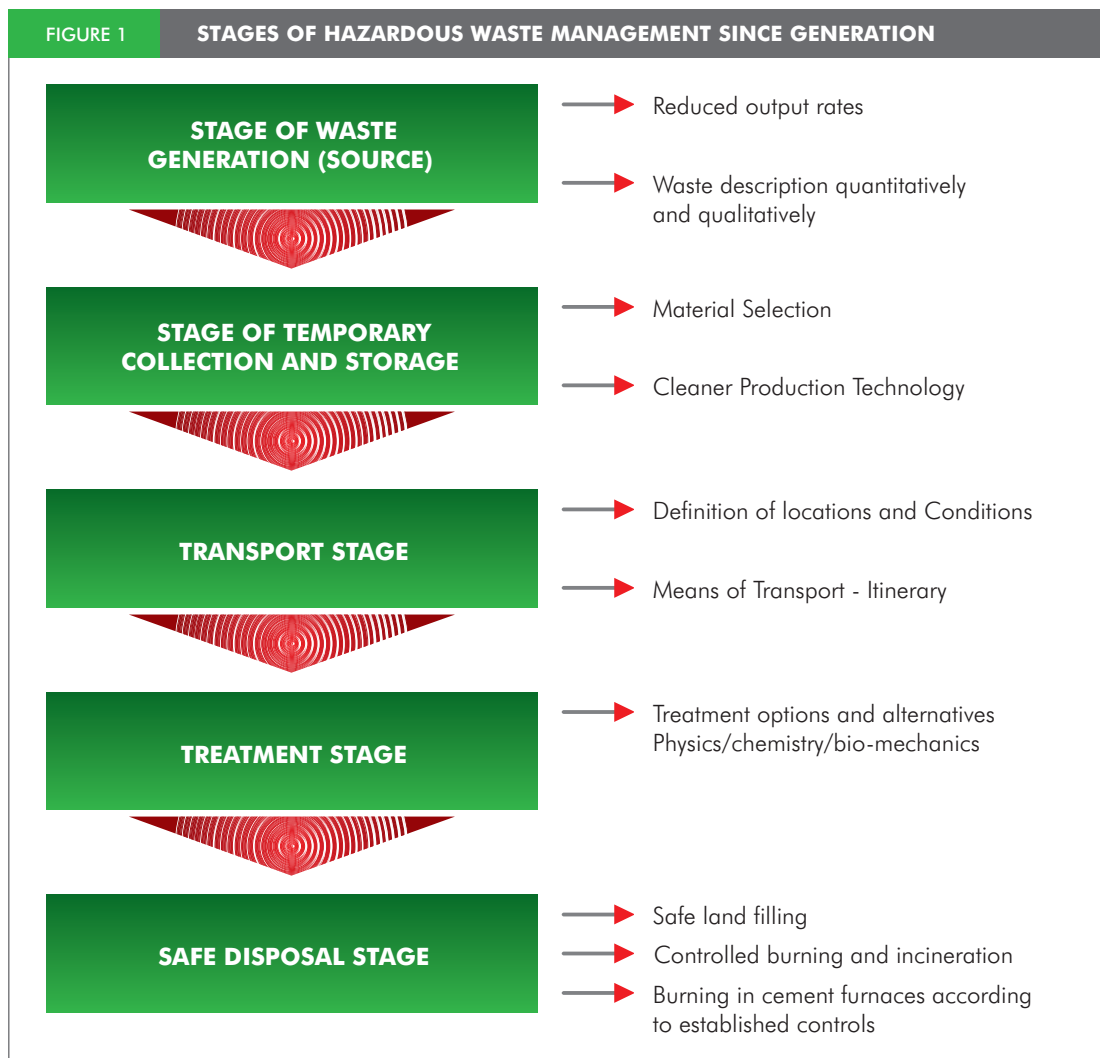 FIGURE 1
STAGES OF HAZARDOUS WASTE MANAGEMENT SINCE GENERATION
STAGE OF WASTE
GENERATION (SOURCE)
Reduced output rates
Waste description quantitatively
and qualitatively
STAGE OF TEMPORARY
COLLECTION AND STORAGE
Material Selection
Cleaner Production Technology
TRANSPORT STAGE
Definition of locations and Conditions
Means of Transport - Itinerary
TREATMENT STAGE
Treatment options and alternatives
Physics/chemistry/bio-mechanics
SAFE DISPOSAL STAGE
Safe land filling
Controlled burning and incineration
Burning in cement furnaces according
to established controls